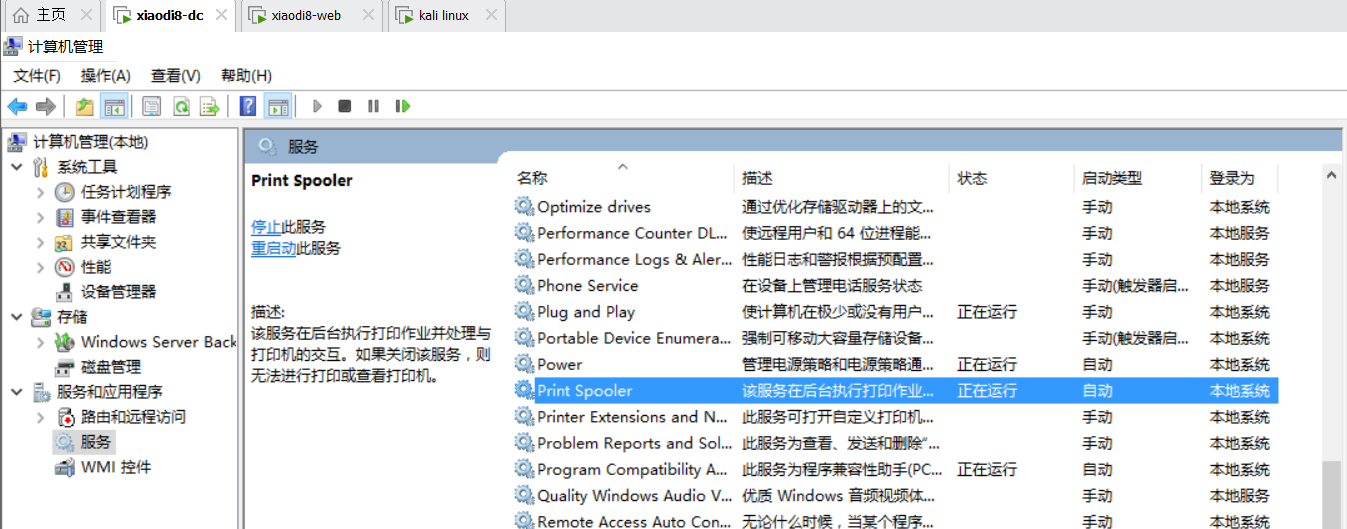 主页 xiaodi8-dc xiaodi8-web kali linux
计算机管理
文件(F) 操作(A) 查看(V) 帮助(H)
计算机管理(本地)
系统工具
任务计划程序
事件查看器
共享文件夹
性能
设备管理器
存储
Windows Server Back
磁盘管理
服务和应用程序
路由和远程访问
服务
WMI 控件
服务
Print Spooler
停止此服务
重启动此服务
描述:
该服务在后台执行打印作业并处理与
打印机的交互。如果关闭该服务，则
无法进行打印或查看打印机。
名称 描述 状态 启动类型 登录为
Optimize drives 通过优化存储驱动器上的文... 手动 本地系统
Performance Counter DL... 使远程用户和 64 位进程能... 手动 本地服务
Performance Logs & Aler... 性能日志和警报根据预配置... 手动 本地服务
Phone Service 在设备上管理电话服务状态 手动(触发器启... 本地服务
Plug and Play 使计算机在极少或没有用户... 正在运行 手动 本地系统
Portable Device Enumera... 强制可移动大容量存储设备... 手动(触发器启... 本地系统
Power 管理电源策略和电源策略通... 正在运行 自动 本地系统
Print Spooler 该服务在后台执行打印作业... 正在运行 自动 本地系统
Printer Extensions and N... 此服务可打开自定义打印机... 手动 本地系统
Problem Reports and Sol... 此服务为查看、发送和删除“... 手动 本地系统
Program Compatibility A... 此服务为程序兼容性助手(PC... 正在运行 自动 本地系统
Quality Windows Audio V... 优质 Windows 音频视频体... 手动 本地服务
Remote Access Auto Con... 无论什么时候，当某个程序... 手动 本地系统